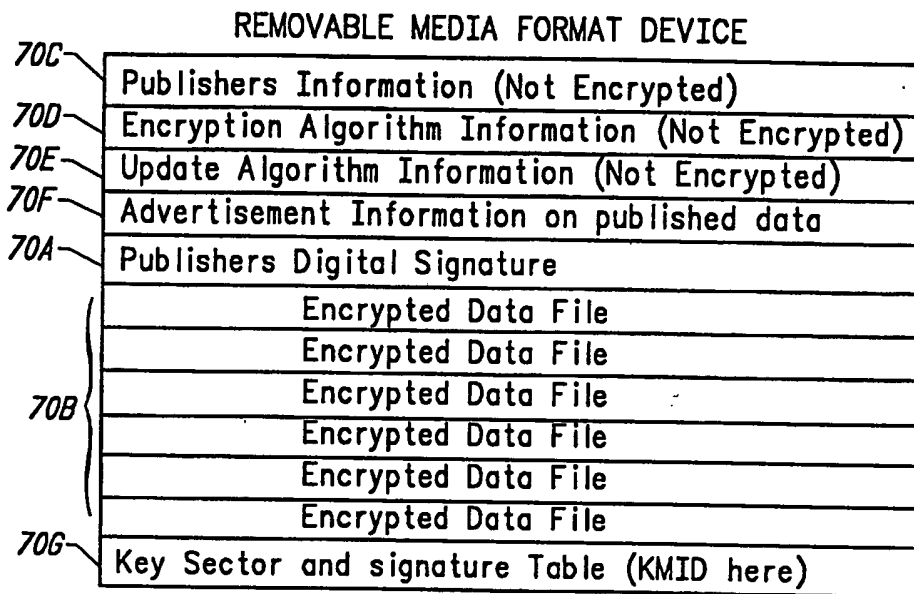 REMOVABLE MEDIA FORMAT DEVICE
70C Publishers Information (Not Encrypted)
70D Encryption Algorithm Information (Not Encrypted)
70E Update Algorithm Information (Not Encrypted)
70F Advertisement Information on published data
70A Publishers Digital Signature
Encrypted Data File
Encrypted Data File
Encrypted Data File
70B
Encrypted Data File
Encrypted Data File
Encrypted Data File
70G Key Sector and signature Table (KMID here)